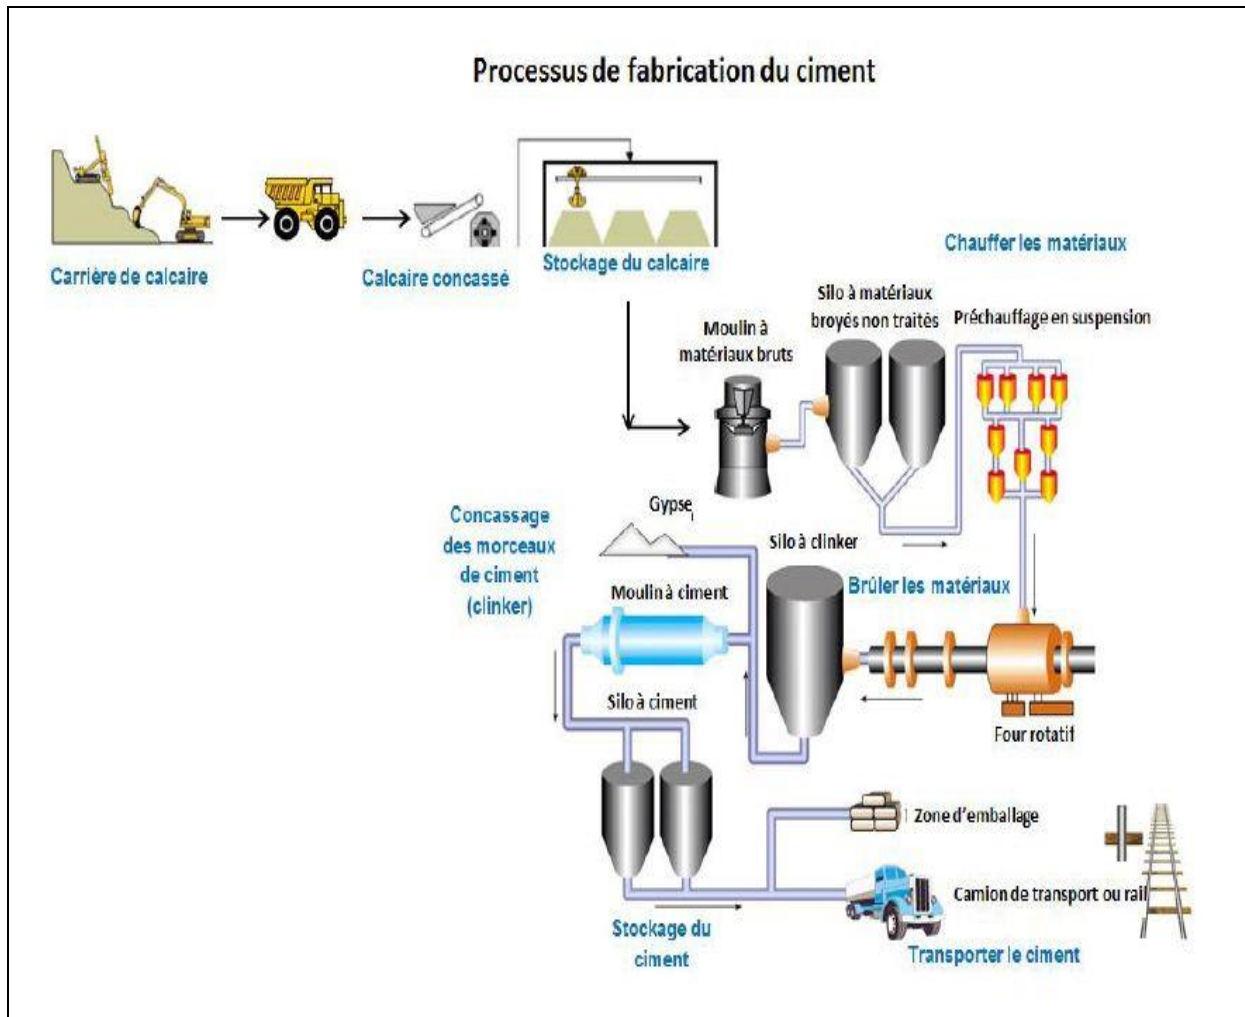 Processus de fabrication du ciment
Carrière de calcaire
Calcaire concassé
Stockage du calcaire
Chauffer les matériaux
Silo à matériaux
broyés non traités
Préchauffage en suspension
Moulin à
matériaux bruts
Concassage
des morceaux
de ciment
(clinker)
Gypse
Silo à clinker
Brûler les matériaux
Moulin à ciment
Silo à ciment
Four rotatif
Zone d'emballage
Camion de transport ou rail
Stockage du
ciment
Transporter le ciment